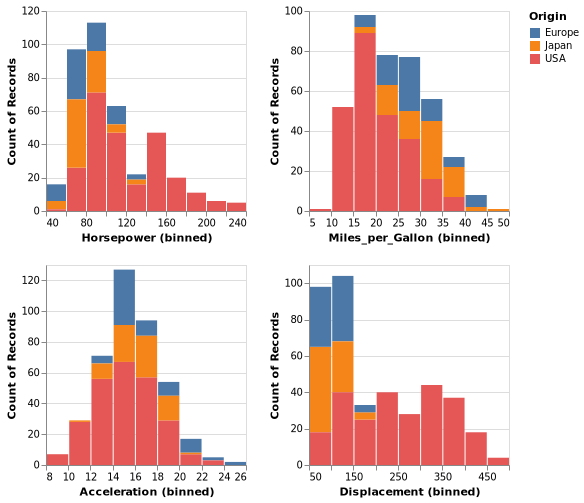 Count of Records
120
100
80
60
40
20
0
40 80 120 160 200 240
Horsepower (binned)
Count of Records
100
80
60
40
20
0
5 10 15 20 25 30 35 40 45 50
Miles_per_Gallon (binned)
Origin
Europe
Japan
USA
Count of Records
120
100
80
60
40
20
0
8 10 12 14 16 18 20 22 24 26
Acceleration (binned)
Count of Records
100
80
60
40
20
0
50 150 250 350 450
Displacement (binned)